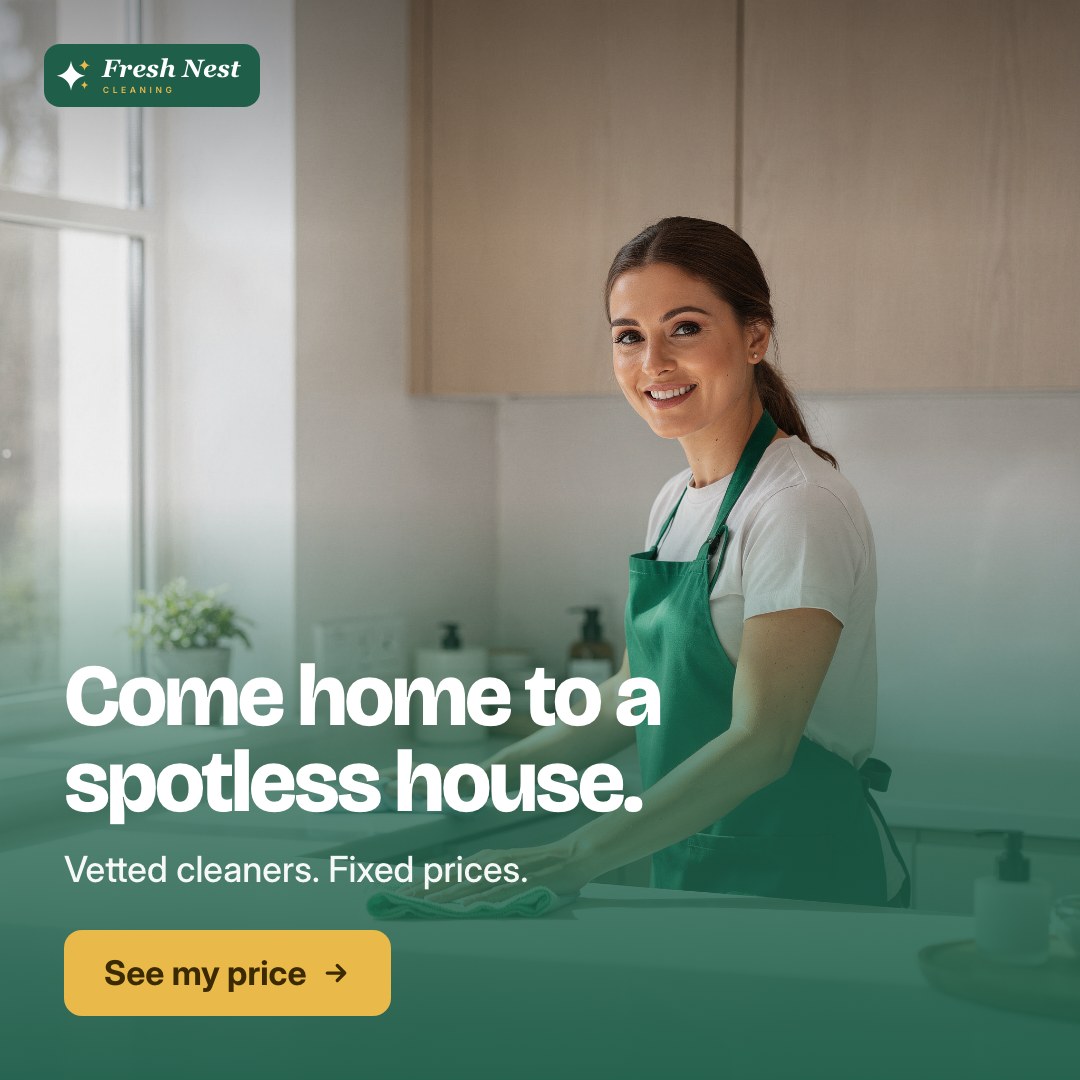 Fresh Nest
CLEANING
Come home to a
spotless house.
Vetted cleaners. Fixed prices.
See my price →